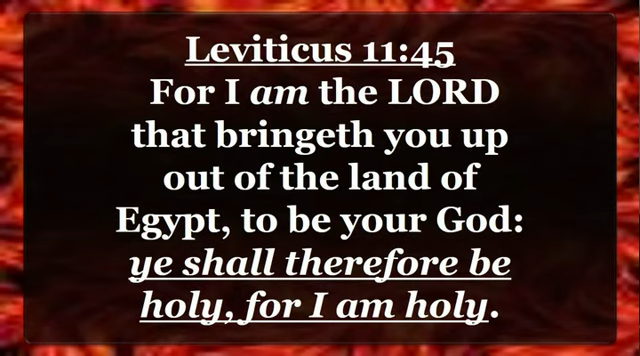 Leviticus 11:45
For I am the LORD
that bringeth you up
out of the land of
Egypt, to be your God:
ye shall therefore be
holy, for I am holy.